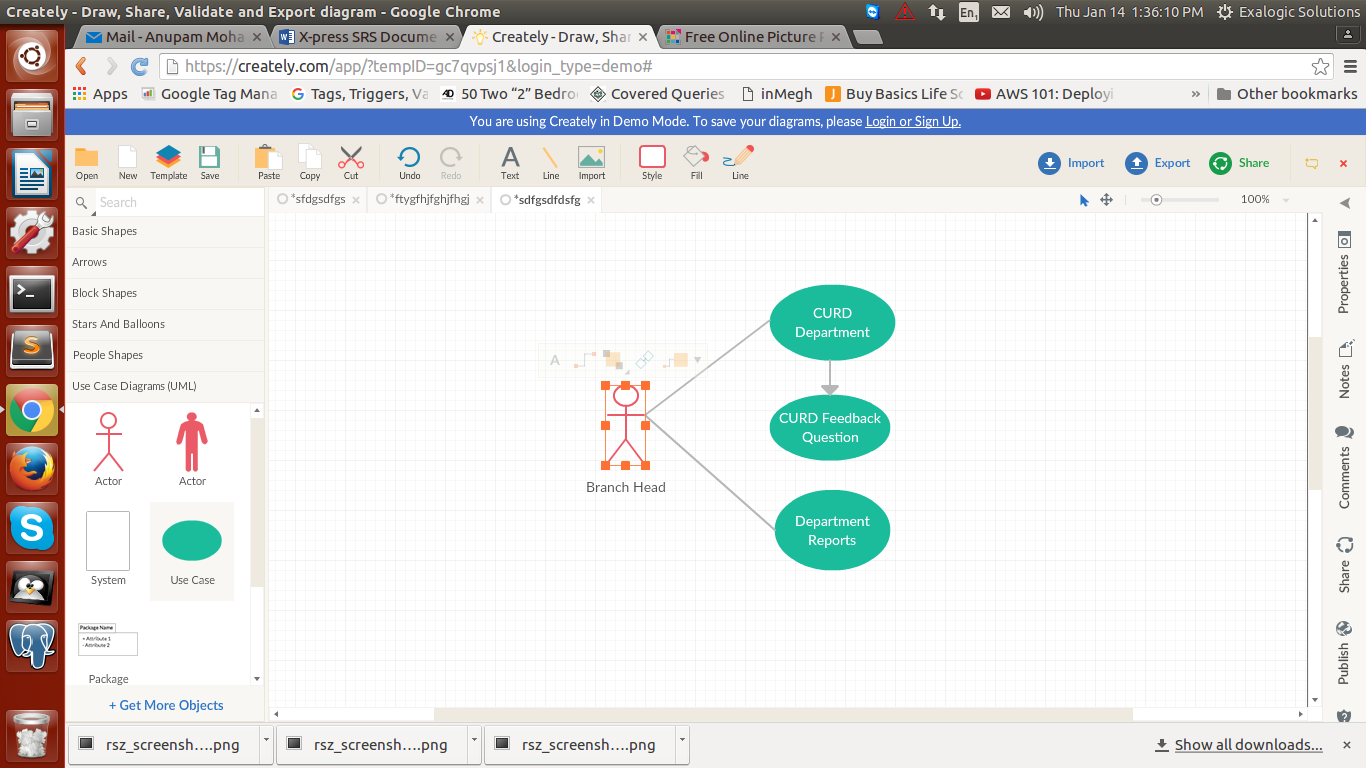 Creately - Draw, Share, Validate and Export diagram - Google Chrome
En1
Thu Jan 14 1:36:10 PM
Exalogic Solutions
Mail - Anupam Moha
X-press SRS Docume
Creately - Draw, Shar
Free Online Picture R
https://creately.com/app/?tempID=gc7qvpsj1&login_type=demo#
Apps
Google Tag Mana
Tags, Triggers, Va
50 Two “2” Bedro
Covered Queries
inMegh
Buy Basics Life Sc
AWS 101: Deployi
»
Other bookmarks
You are using Creately in Demo Mode. To save your diagrams, please Login or Sign Up.
Open
New
Template
Save
Paste
Copy
Cut
Undo
Redo
Text
Line
Import
Style
Fill
Line
Import
Export
Share
Search
*sfdgsdfgs
*ftygfhjfghjfhgj
*sdfgsdfdsfg
100%
Basic Shapes
Arrows
Block Shapes
Stars And Balloons
People Shapes
Use Case Diagrams (UML)
Actor
Actor
System
Use Case
Package Name
+ Attribute 1
- Attribute 2
Package
+ Get More Objects
A
CURD
Department
CURD Feedback
Question
Department
Reports
Branch Head
Properties
Notes
Comments
Share
Publish
rsz_screensh....png
rsz_screensh....png
rsz_screensh....png
Show all downloads...